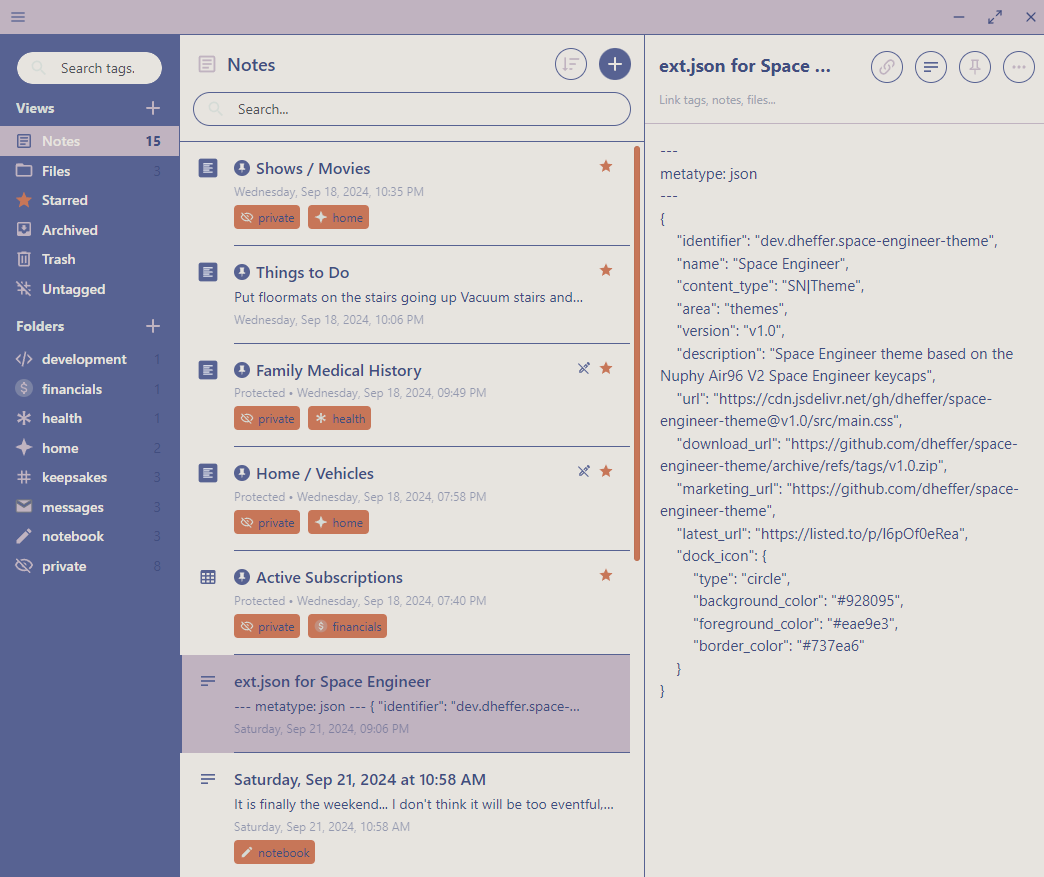 Search tags.
Views
Notes 15
Files 3
Starred
Archived
Trash
Untagged
Folders
development 1
financials 1
health 1
home 2
keepsakes 3
messages 3
notebook 3
private 8
Notes
Search...
Shows / Movies
Wednesday, Sep 18, 2024, 10:35 PM
private home
Things to Do
Put floormats on the stairs going up Vacuum stairs and...
Wednesday, Sep 18, 2024, 10:06 PM
Family Medical History
Protected • Wednesday, Sep 18, 2024, 09:49 PM
private health
Home / Vehicles
Protected • Wednesday, Sep 18, 2024, 07:58 PM
private home
Active Subscriptions
Protected • Wednesday, Sep 18, 2024, 07:40 PM
private financials
ext.json for Space Engineer
--- metatype: json --- { "identifier": "dev.dheffer.space-...
Saturday, Sep 21, 2024, 09:06 PM
Saturday, Sep 21, 2024 at 10:58 AM
It is finally the weekend... I don't think it will be too eventful,...
Saturday, Sep 21, 2024, 10:58 AM
notebook
ext.json for Space ...
Link tags, notes, files...
---
metatype: json
---
{
"identifier": "dev.dheffer.space-engineer-theme",
"name": "Space Engineer",
"content_type": "SN|Theme",
"area": "themes",
"version": "v1.0",
"description": "Space Engineer theme based on the
Nuphy Air96 V2 Space Engineer keycaps",
"url": "https://cdn.jsdelivr.net/gh/dheffer/space-
engineer-theme@v1.0/src/main.css",
"download_url": "https://github.com/dheffer/space-
engineer-theme/archive/refs/tags/v1.0.zip",
"marketing_url": "https://github.com/dheffer/space-
engineer-theme",
"latest_url": "https://listed.to/p/l6pOf0eRea",
"dock_icon": {
"type": "circle",
"background_color": "#928095",
"foreground_color": "#eae9e3",
"border_color": "#737ea6"
}
}